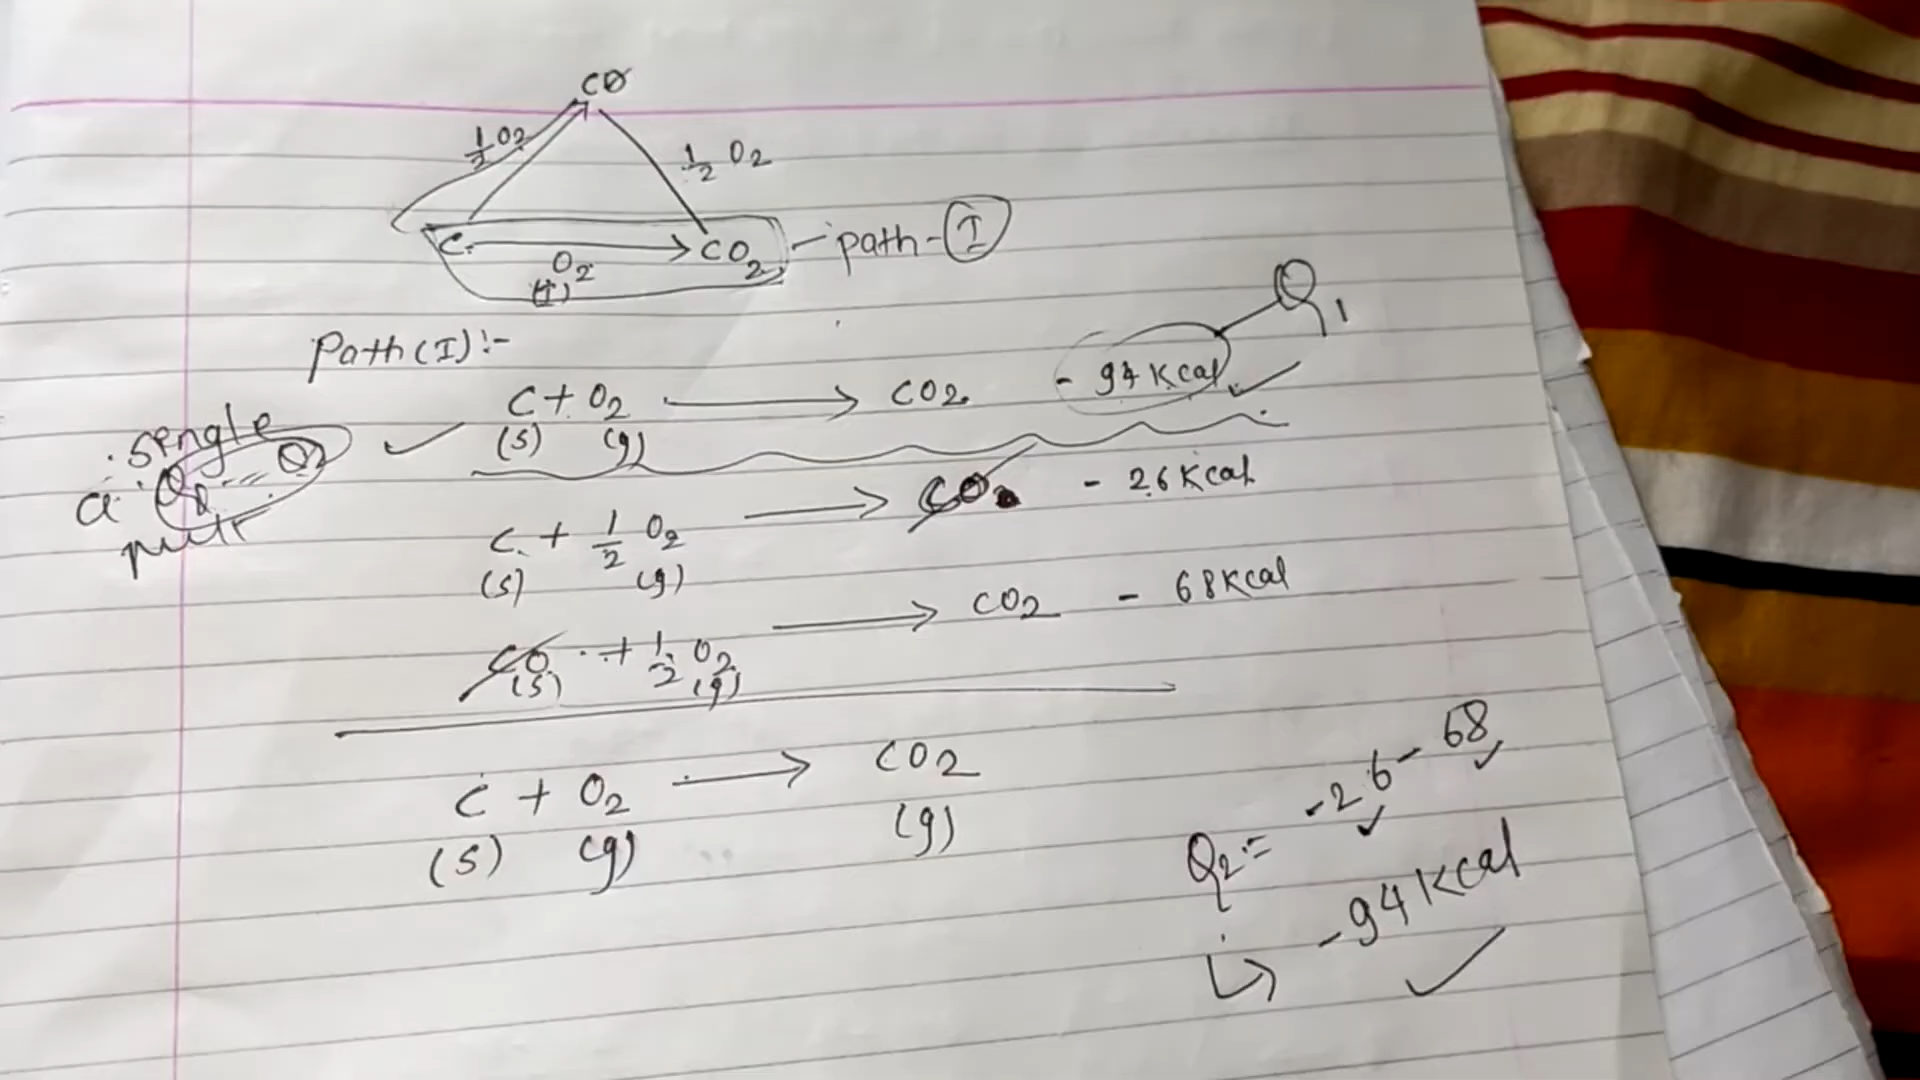 CO
½ O2 ½ O2
C → CO2 - path - (I)
O2
(I)
Q1
Path (I) :-
C + O2 → CO2 - 94 Kcal
(s) (g)
single
a
Q2
C + ½ O2 → CO - 26 Kcal
(s) (g)
CO + ½ O2 → CO2 - 68 Kcal
(s) (g)
C + O2 → CO2
(s) (g) (g)
Q2 = -26 - 68
↳ -94 Kcal